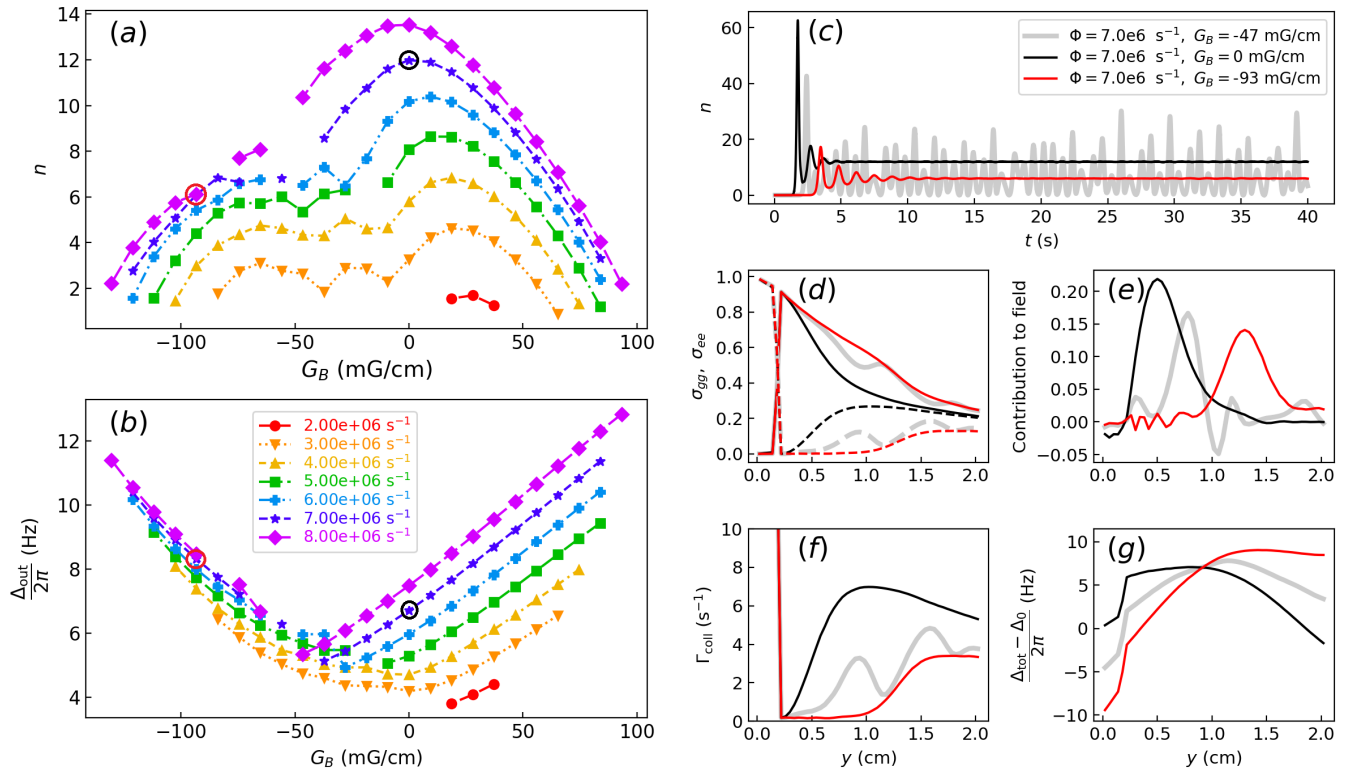 (a)
14
12
10
8
6
4
2
n
−100
−50
0
50
100
G_B (mG/cm)
(b)
12
10
8
6
4
Δ_out/2π (Hz)
2.00e+06 s⁻¹
3.00e+06 s⁻¹
4.00e+06 s⁻¹
5.00e+06 s⁻¹
6.00e+06 s⁻¹
7.00e+06 s⁻¹
8.00e+06 s⁻¹
−100
−50
0
50
100
G_B (mG/cm)
(c)
60
40
20
0
n
Φ = 7.0e6 s⁻¹, G_B = -47 mG/cm
Φ = 7.0e6 s⁻¹, G_B = 0 mG/cm
Φ = 7.0e6 s⁻¹, G_B = -93 mG/cm
0
5
10
15
20
25
30
35
40
t (s)
(d)
1.0
0.8
0.6
0.4
0.2
0.0
σ_gg, σ_ee
0.0
0.5
1.0
1.5
2.0
(e)
0.20
0.15
0.10
0.05
0.00
−0.05
Contribution to field
0.0
0.5
1.0
1.5
2.0
(f)
10
8
6
4
2
0
Γ_coll (s⁻¹)
0.0
0.5
1.0
1.5
2.0
y (cm)
(g)
10
5
0
−5
−10
Δ_tot − Δ_0/2π (Hz)
0.0
0.5
1.0
1.5
2.0
y (cm)